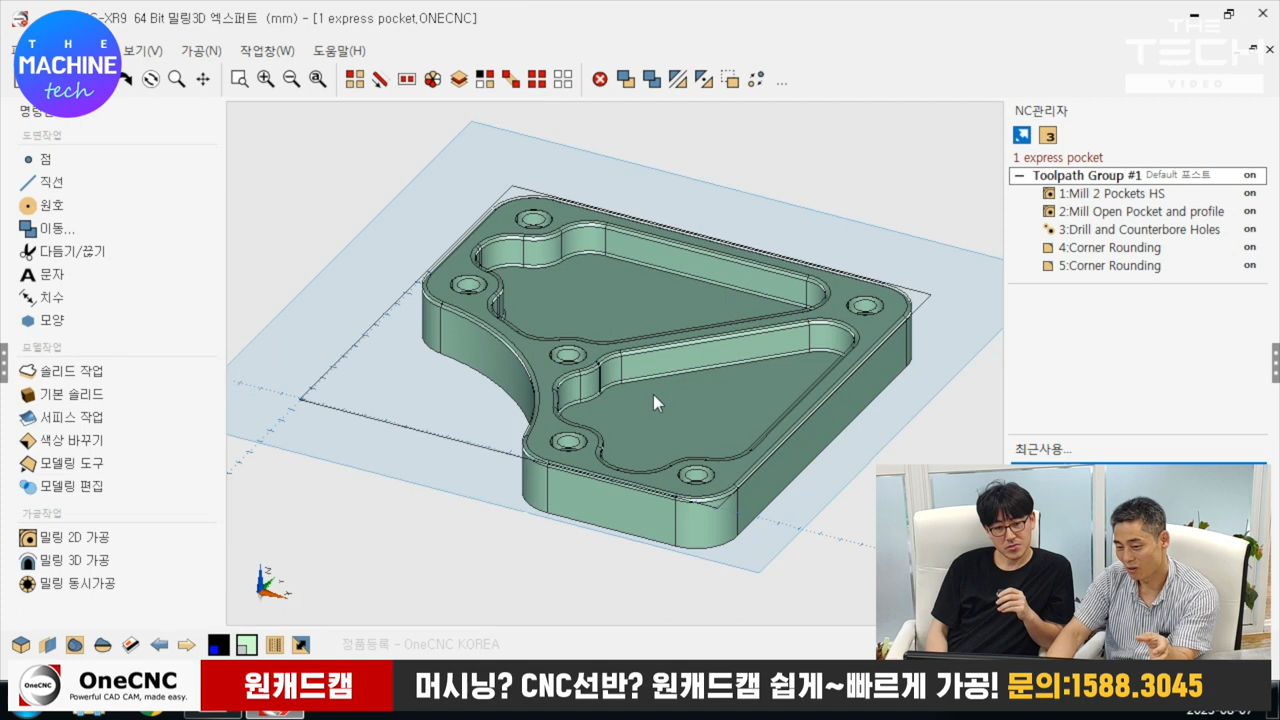 -XR9 64 Bit 밀링3D 엑스퍼트 (mm) - [1 express pocket,ONECNC]
THE
MACHINE
tech
THE
TECH
VIDEO
보기(V) 가공(N) 작업창(W) 도움말(H)
도면작업
점
직선
원호
이동...
다듬기/끊기
문자
치수
모양
모델작업
솔리드 작업
기본 솔리드
서피스 작업
색상 바꾸기
모델링 도구
모델링 편집
가공작업
밀링 2D 가공
밀링 3D 가공
밀링 동시가공
NC관리자
3
1 express pocket
Toolpath Group #1 Default 포스트 on
1:Mill 2 Pockets HS on
2:Mill Open Pocket and profile on
3:Drill and Counterbore Holes on
4:Corner Rounding on
5:Corner Rounding on
최근사용...
정품등록 - OneCNC KOREA
OneCNC
OneCNC
Powerful CAD CAM, made easy.
원캐드캠
머시닝? CNC선반? 원캐드캠 쉽게~빠르게 가공! 문의:1588.3045